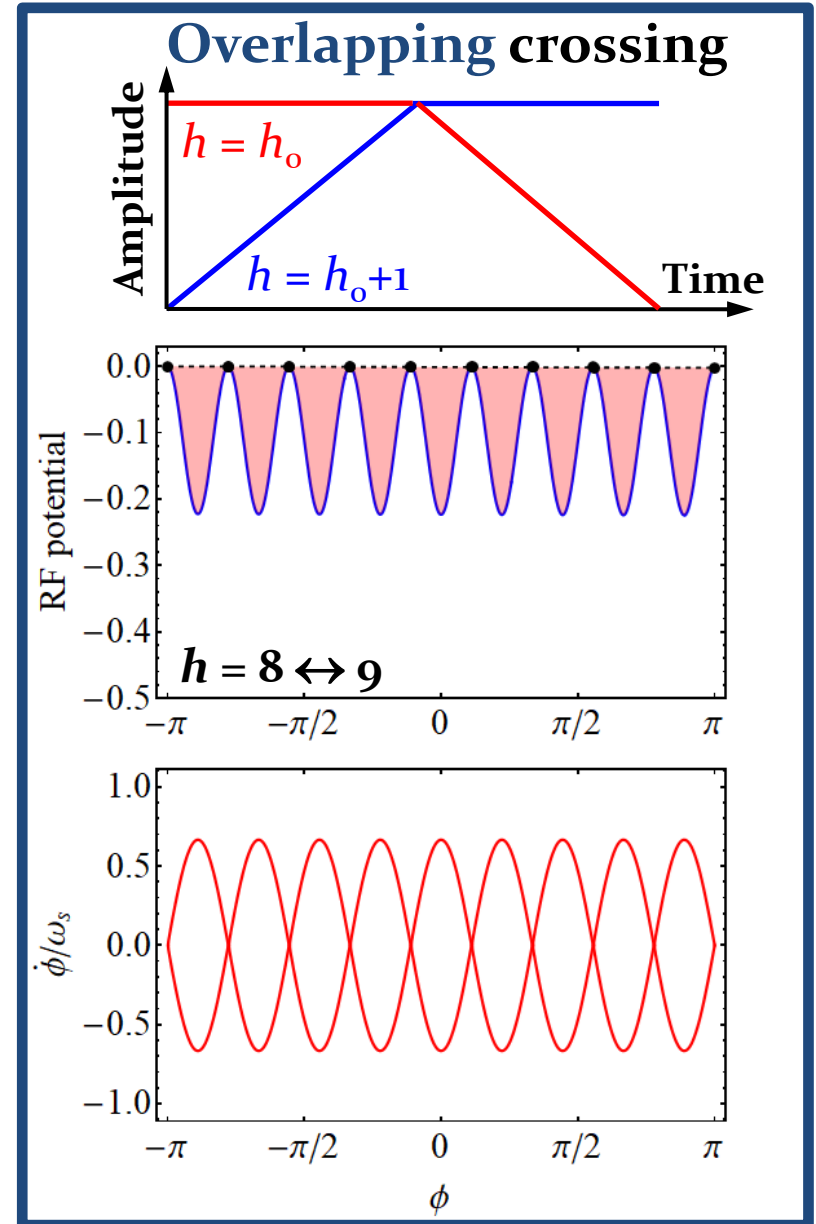 Overlapping crossing
Amplitude
h = h₀
h = h₀+1
Time
RF potential
0.0
−0.1
−0.2
−0.3
−0.4
−0.5
h = 8 ↔ 9
−π −π/2 0 π/2 π
ϕ̇/ωₛ
1.0
0.5
0.0
−0.5
−1.0
−π −π/2 0 π/2 π
ϕ